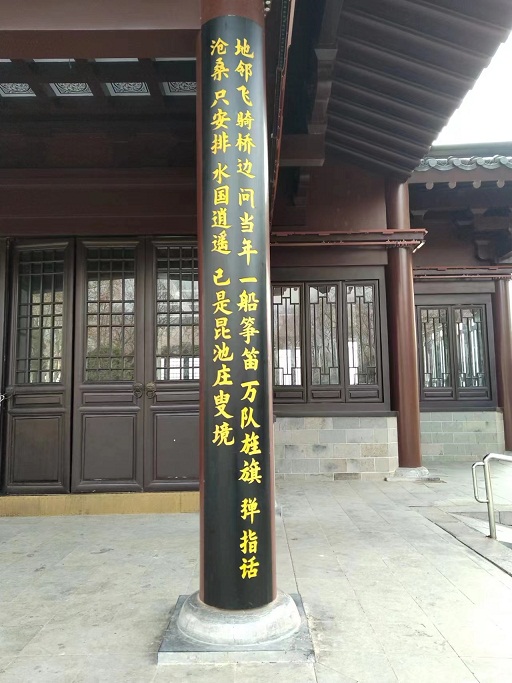 地邻飞骑桥边 问当年 一船筝笛 万队旌旗 弹指话
沧桑 只安排 水国逍遥 已是昆池庄叟境